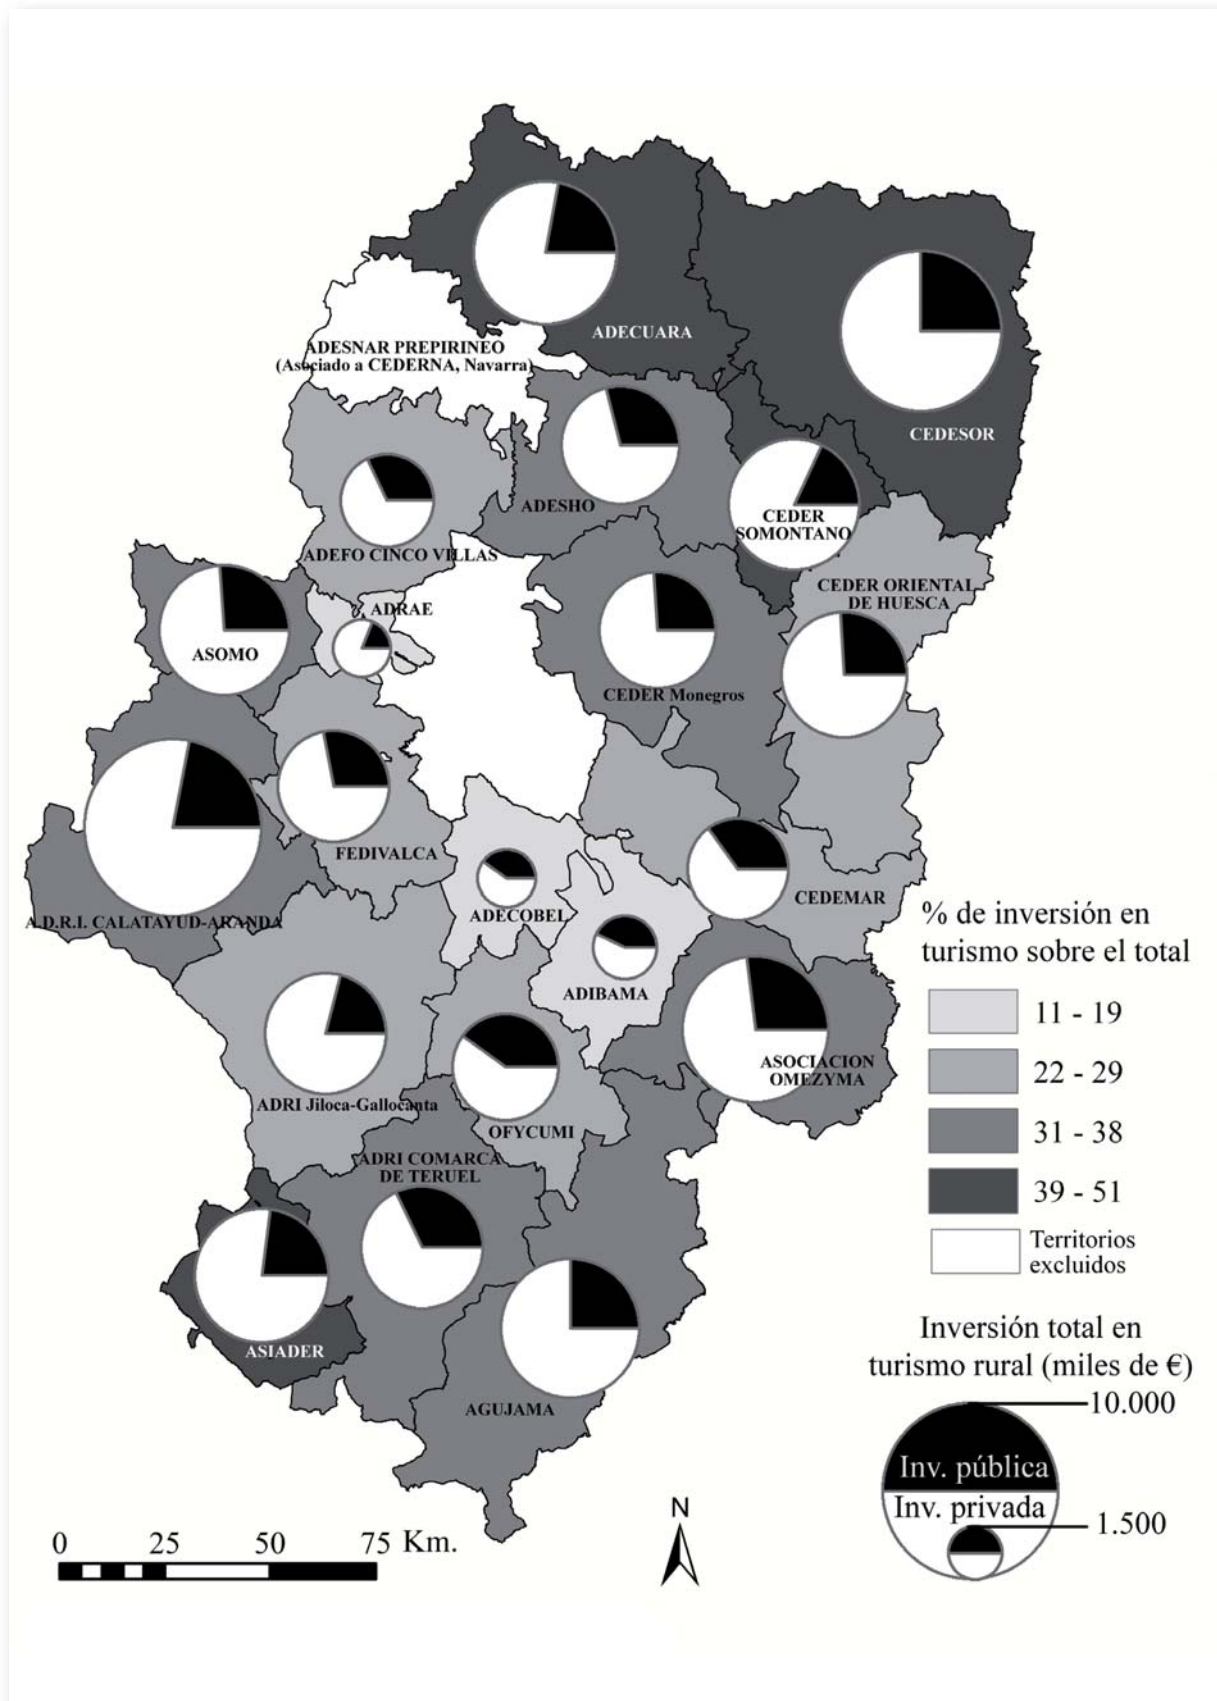 ADECUARA
ADESNAR PREPIRINEO
(Asociado a CEDERNA, Navarra)
CEDESOR
ADESHO
CEDER
SOMONTANO
ADEFO CINCO VILLAS
CEDER ORIENTAL
DE HUESCA
ADRAE
ASOMO
CEDER Monegros
FEDIVALCA
CEDEMAR
A.D.R.I. CALATAYUD-ARANDA
ADECOBEL
ADIBAMA
ASOCIACION
OMEZYMA
ADRI Jiloca-Gallocanta
OFYCUMI
ADRI COMARCA
DE TERUEL
ASIADER
AGUJAMA
% de inversión en
turismo sobre el total
11 - 19
22 - 29
31 - 38
39 - 51
Territorios
excluidos
Inversión total en
turismo rural (miles de €)
10.000
Inv. pública
Inv. privada
1.500
N
0 25 50 75 Km.